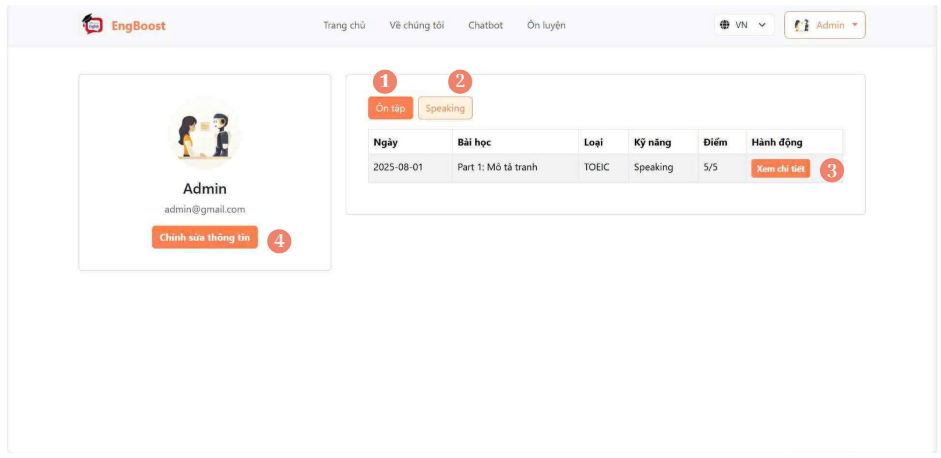 EngBoost Trang chủ Về chúng tôi Chatbot Ôn luyện VN Admin
1 2
Ôn tập Speaking
Ngày Bài học Loại Kỹ năng Điểm Hành động
2025-08-01 Part 1: Mô tả tranh TOEIC Speaking 5/5 Xem chi tiết 3
Admin
admin@gmail.com
Chỉnh sửa thông tin 4